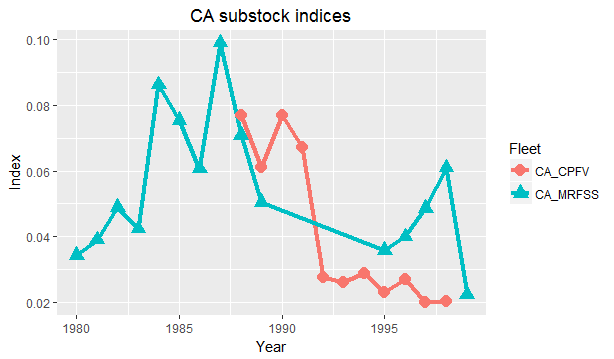 CA substock indices
0.10
0.08
0.06
0.04
0.02
Index
1980 1985 1990 1995
Year
Fleet
CA_CPFV
CA_MRFSS